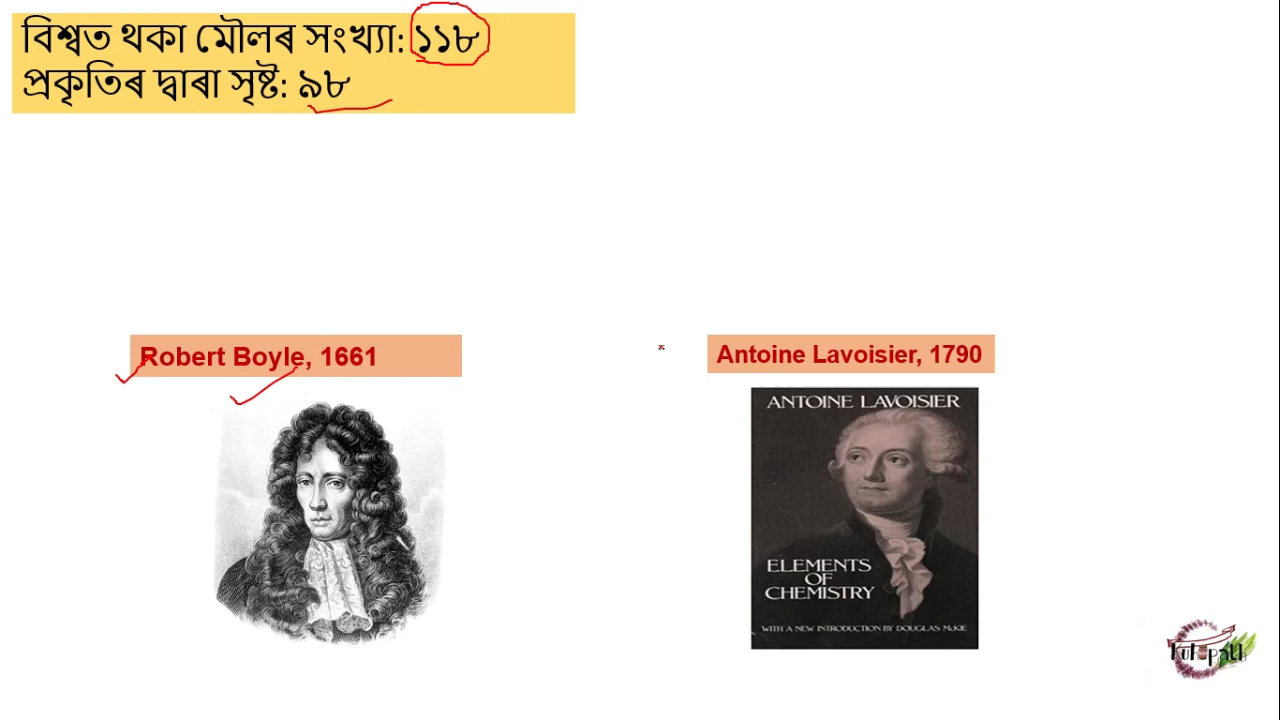 বিশ্বত থকা মৌলৰ সংখ্যা: ১১৮
প্ৰকৃতিৰ দ্বাৰা সৃষ্ট: ৯৮
Robert Boyle, 1661
Antoine Lavoisier, 1790
ANTOINE LAVOISIER
ELEMENTS
OF
CHEMISTRY
WITH A NEW INTRODUCTION BY DOUGLAS McKIE